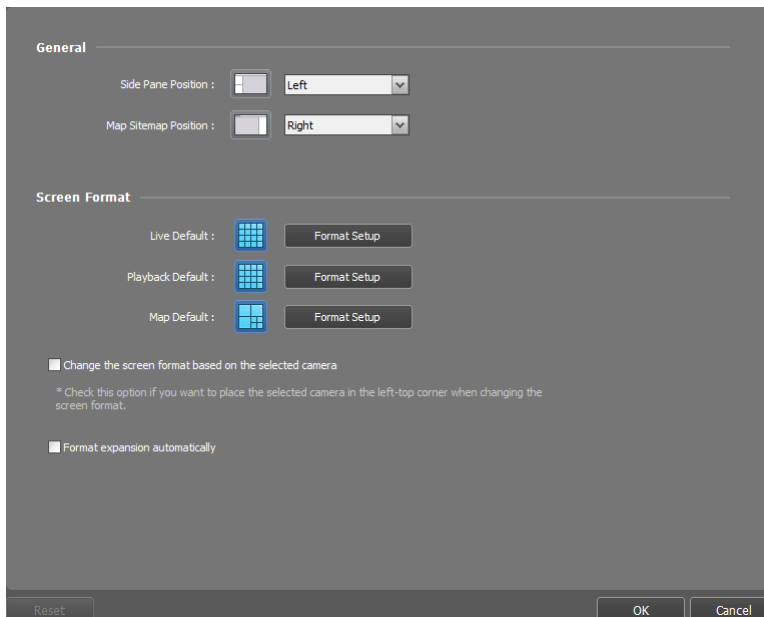 General
Side Pane Position :
Left
Map Sitemap Position :
Right
Screen Format
Live Default :
Format Setup
Playback Default :
Format Setup
Map Default :
Format Setup
Change the screen format based on the selected camera
* Check this option if you want to place the selected camera in the left-top corner when changing the
screen format.
Format expansion automatically
Reset
OK
Cancel